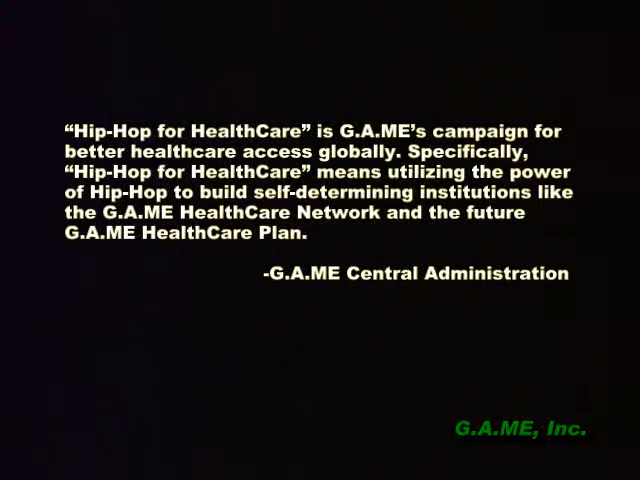 “Hip-Hop for HealthCare” is G.A.ME’s campaign for
better healthcare access globally. Specifically,
“Hip-Hop for HealthCare” means utilizing the power
of Hip-Hop to build self-determining institutions like
the G.A.ME HealthCare Network and the future
G.A.ME HealthCare Plan.
-G.A.ME Central Administration
G.A.ME, Inc.